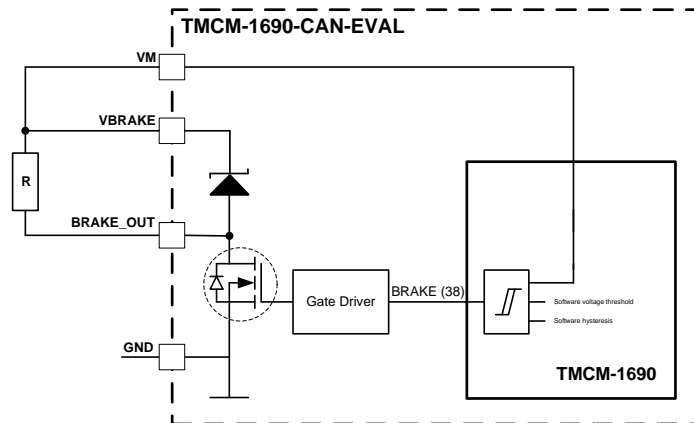 TMCM-1690-CAN-EVAL
VM
VBRAKE
R
BRAKE_OUT
Gate Driver
BRAKE (38)
Software voltage threshold
Software hysteresis
GND
TMCM-1690